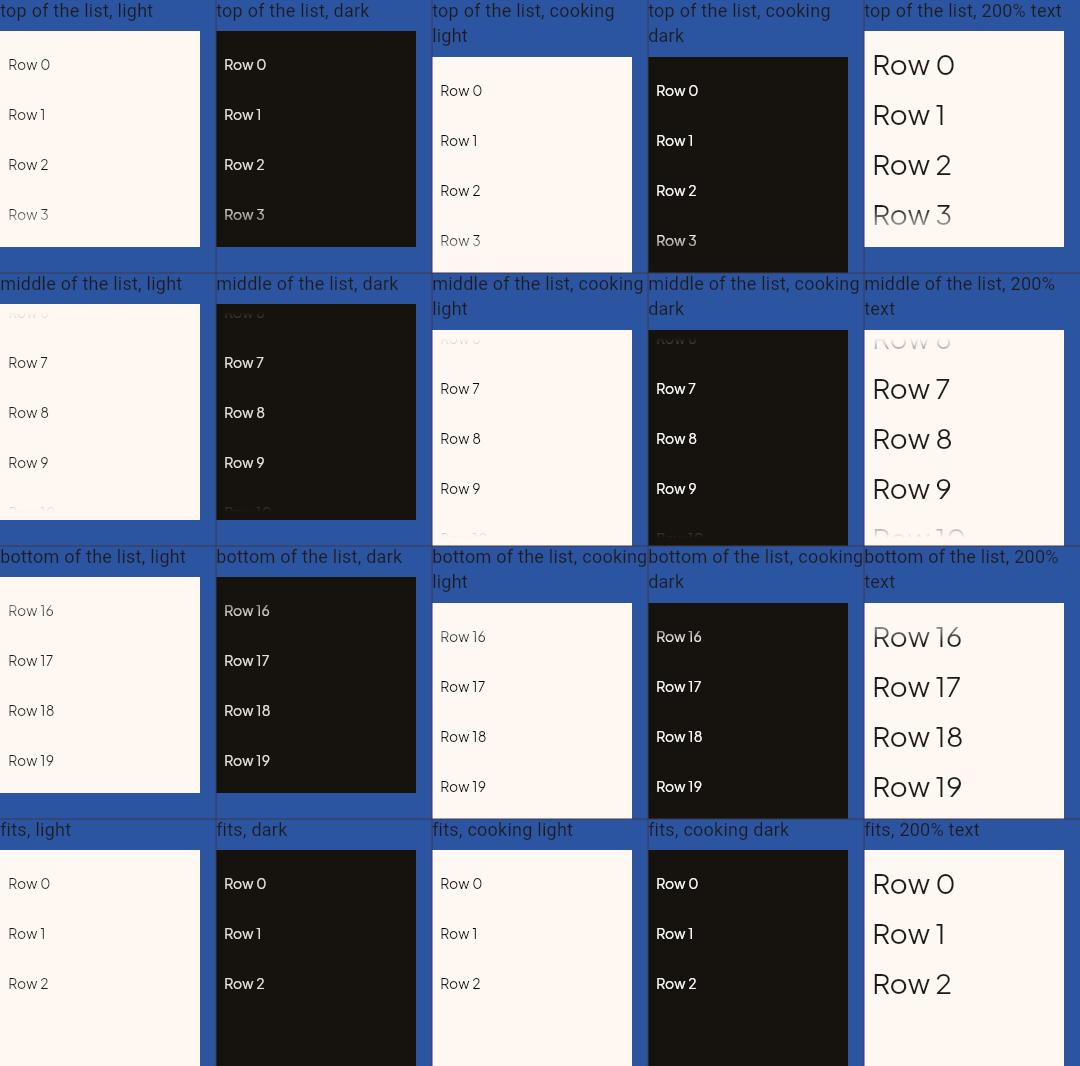 top of the list, light
Row 0
Row 1
Row 2
Row 3
top of the list, dark
Row 0
Row 1
Row 2
Row 3
top of the list, cooking
light
Row 0
Row 1
Row 2
Row 3
top of the list, cooking
dark
Row 0
Row 1
Row 2
Row 3
top of the list, 200% text
Row 0
Row 1
Row 2
Row 3
middle of the list, light
Row 7
Row 8
Row 9
middle of the list, dark
Row 7
Row 8
Row 9
middle of the list, cooking
light
Row 7
Row 8
Row 9
middle of the list, cooking
dark
Row 7
Row 8
Row 9
middle of the list, 200%
text
Row 7
Row 8
Row 9
Row 10
bottom of the list, light
Row 16
Row 17
Row 18
Row 19
bottom of the list, dark
Row 16
Row 17
Row 18
Row 19
bottom of the list, cooking
light
Row 16
Row 17
Row 18
Row 19
bottom of the list, cooking
dark
Row 16
Row 17
Row 18
Row 19
bottom of the list, 200%
text
Row 16
Row 17
Row 18
Row 19
fits, light
Row 0
Row 1
Row 2
fits, dark
Row 0
Row 1
Row 2
fits, cooking light
Row 0
Row 1
Row 2
fits, cooking dark
Row 0
Row 1
Row 2
fits, 200% text
Row 0
Row 1
Row 2